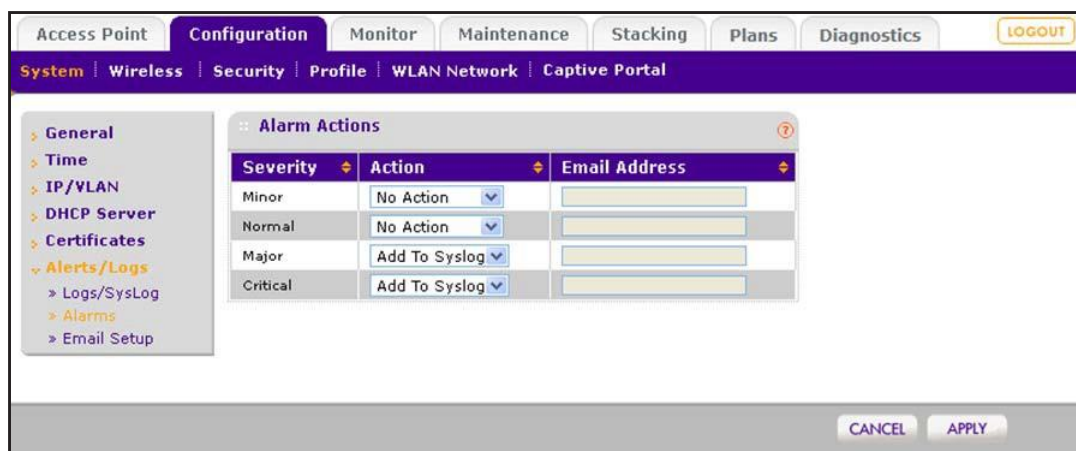 Access Point Configuration Monitor Maintenance Stacking Plans Diagnostics LOGOUT
System Wireless Security Profile WLAN Network Captive Portal
General
Time
IP/VLAN
DHCP Server
Certificates
Alerts/Logs
» Logs/SysLog
» Alarms
» Email Setup
Alarm Actions ?
Severity Action Email Address
Minor No Action
Normal No Action
Major Add To Syslog
Critical Add To Syslog
CANCEL APPLY